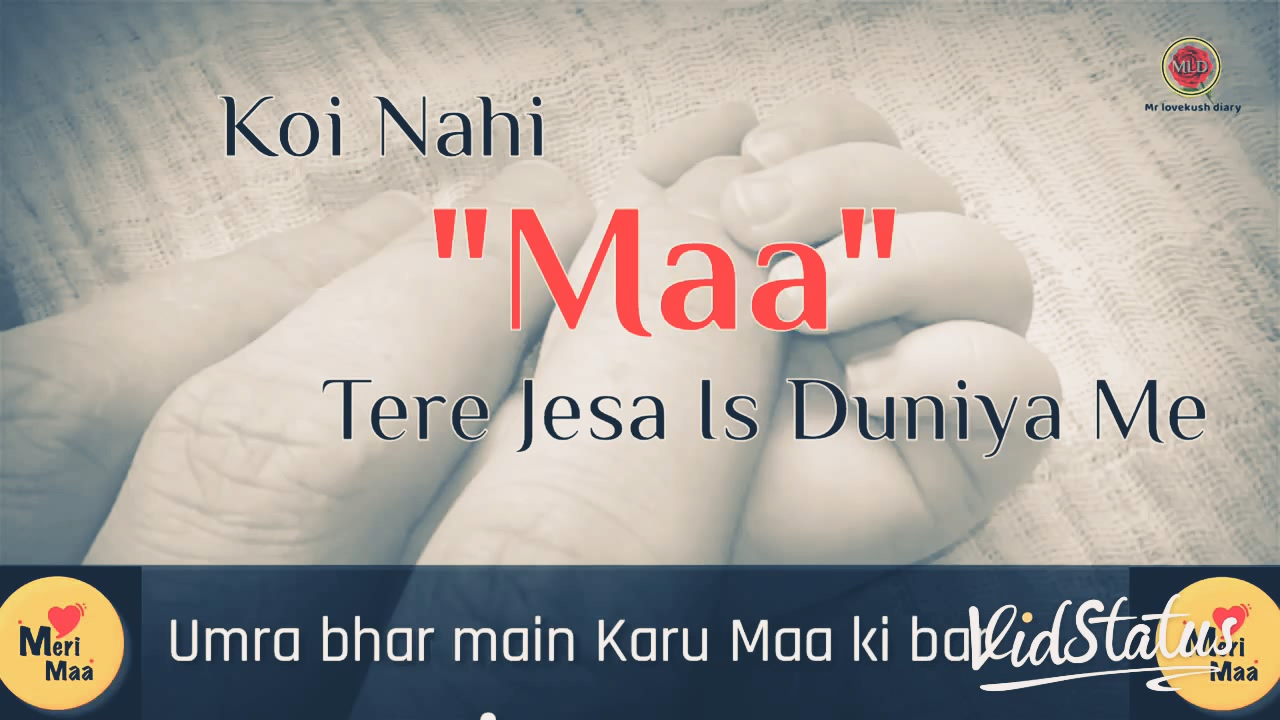 MLD
Mr lovekush diary
Koi Nahi
"Maa"
Tere Jesa Is Duniya Me
Meri
Maa
Umra bhar main Karu Maa ki
VidStatus
Meri
Maa